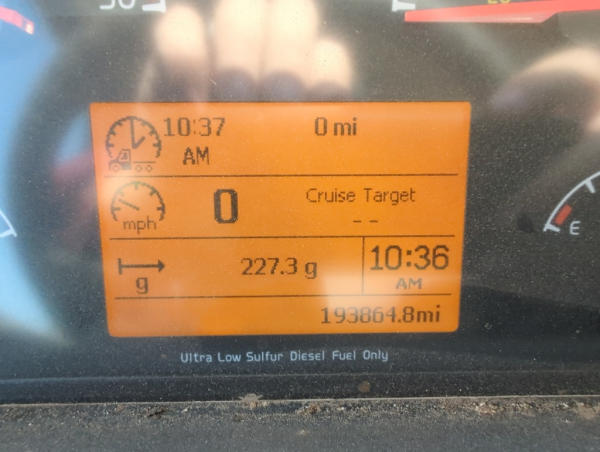 10:37 0 mi
AM
mph 0 Cruise Target
--
g 227.3 g 10:36
AM
193864.8mi
E
Ultra Low Sulfur Diesel Fuel Only